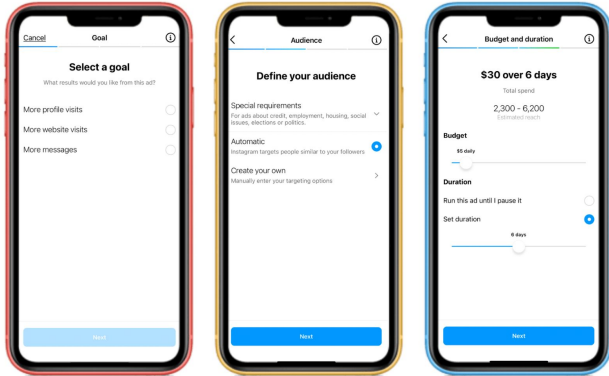 Cancel
Goal
Select a goal
What results would you like from this ad?
More profile visits
More website visits
More messages
Next
Audience
Define your audience
Special requirements
For ads about credit, employment, housing, social
issues, elections or politics.
Automatic
Instagram targets people similar to your followers
Create your own
Manually enter your targeting options
Next
Budget and duration
$30 over 6 days
Total spend
2,300 - 6,200
Estimated reach
Budget
$5 daily
Duration
Run this ad until I pause it
Set duration
6 days
Next